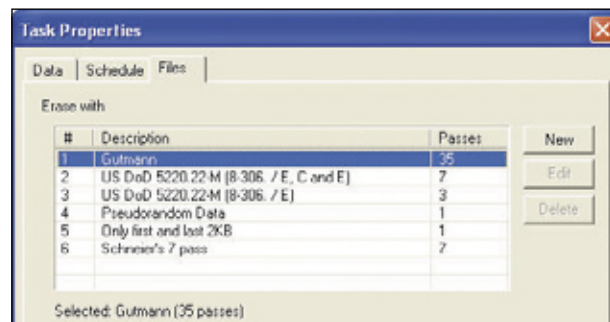 Task Properties
Data Schedule Files
Erase with
# Description Passes
1 Gutmann 35
2 US DoD 5220.22-M (8-306. / E, C and E) 7
3 US DoD 5220.22-M (8-306. / E) 3
4 Pseudorandom Data 1
5 Only first and last 2KB 1
6 Schneier's 7 pass 7
New
Edit
Delete
Selected: Gutmann (35 passes)